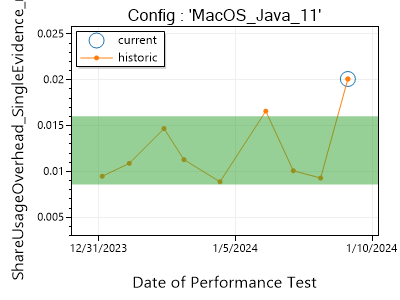 Config : 'MacOS_Java_11'
ShareUsageOverhead_SingleEvidence_
0.025
0.02
0.015
0.01
0.005
current
historic
12/31/2023
1/5/2024
1/10/2024
Date of Performance Test